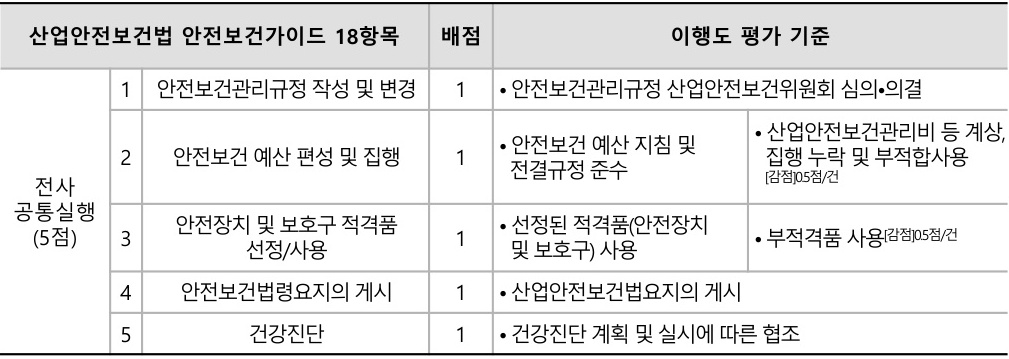 산업안전보건법 안전보건가이드 18항목 배점 이행도 평가 기준
전사
공통실행
(5점)
1 안전보건관리규정 작성 및 변경 1 • 안전보건관리규정 산업안전보건위원회 심의•의결
2 안전보건 예산 편성 및 집행 1
• 안전보건 예산 지침 및
전결규정 준수
• 산업안전보건관리비 등 계상,
집행 누락 및 부적합사용
[감점]0.5점/건
3
안전장치 및 보호구 적격품
선정/사용
1
• 선정된 적격품(안전장치
및 보호구) 사용
• 부적격품 사용[감점]0.5점/건
4 안전보건법령요지의 게시 1 • 산업안전보건법요지의 게시
5 건강진단 1 • 건강진단 계획 및 실시에 따른 협조